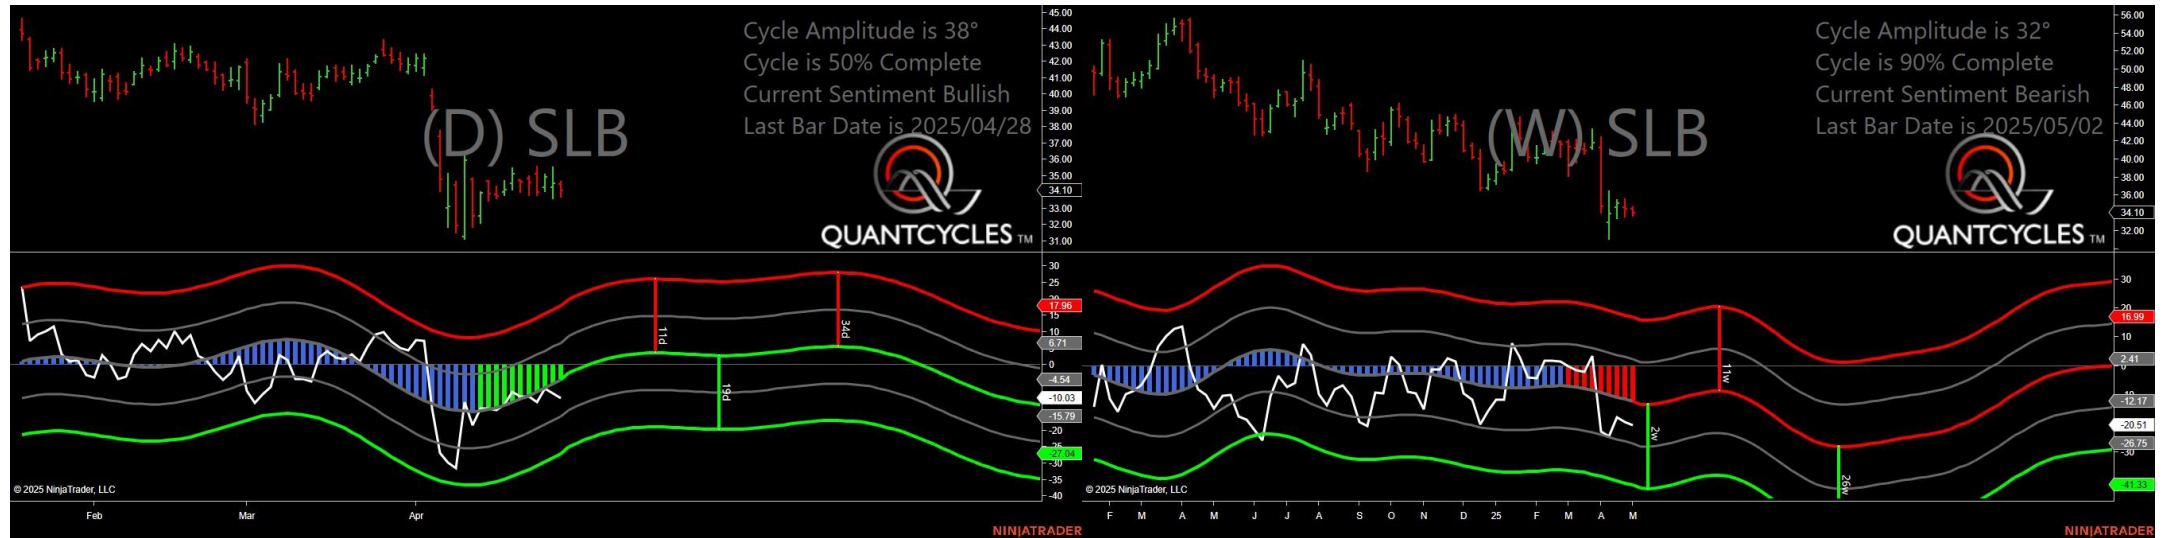 Cycle Amplitude is 38°
Cycle is 50% Complete
Current Sentiment Bullish
Last Bar Date is 2025/04/28
(D) SLB
QUANTCYCLES TM
45.00
44.00
43.00
42.00
41.00
40.00
39.00
38.00
37.00
36.00
35.00
34.10
33.00
32.00
31.00
30
25
20
17.96
15
10
6.71
5
0
-4.54
-10.03
-15.79
-20
-25
-27.04
-30
-35
-40
11d
19d
34d
© 2025 NinjaTrader, LLC
Feb Mar Apr
NINJATRADER
Cycle Amplitude is 32°
Cycle is 90% Complete
Current Sentiment Bearish
Last Bar Date is 2025/05/02
(W) SLB
QUANTCYCLES TM
56.00
54.00
52.00
50.00
48.00
46.00
44.00
42.00
40.00
38.00
36.00
34.10
32.00
30
20
16.99
10
2.41
0
-12.17
-20.51
-26.75
-30
-41.33
2w
11w
26w
© 2025 NinjaTrader, LLC
F M A M J J A S O N D 25 F M A M
NINJATRADER